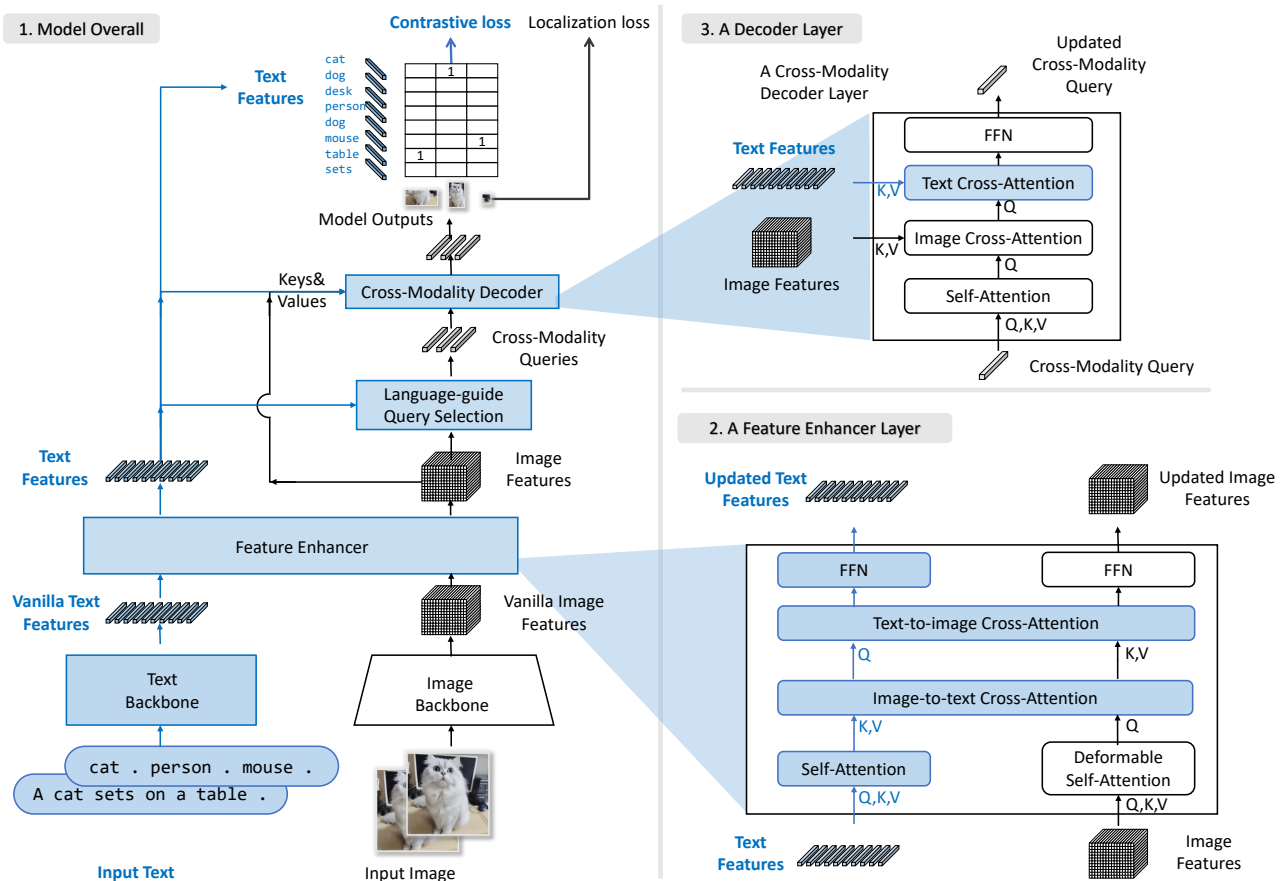 1. Model Overall
Contrastive loss
Localization loss
Text
Features
cat
dog
desk
person
dog
mouse
table
sets
1
1
1
Model Outputs
Keys&
Values
Cross-Modality Decoder
Cross-Modality
Queries
Language-guide
Query Selection
Text
Features
Image
Features
Feature Enhancer
Vanilla Text
Features
Vanilla Image
Features
Text
Backbone
Image
Backbone
cat . person . mouse .
A cat sets on a table .
Input Text
Input Image
3. A Decoder Layer
Updated
Cross-Modality
Query
A Cross-Modality
Decoder Layer
FFN
Text Features
Text Cross-Attention
K,V
Q
Image Cross-Attention
K,V
Q
Image Features
Self-Attention
Q,K,V
Cross-Modality Query
2. A Feature Enhancer Layer
Updated Text
Features
Updated Image
Features
FFN
FFN
Text-to-image Cross-Attention
Q
K,V
Image-to-text Cross-Attention
K,V
Q
Self-Attention
Deformable
Self-Attention
Q,K,V
Q,K,V
Text
Features
Image
Features